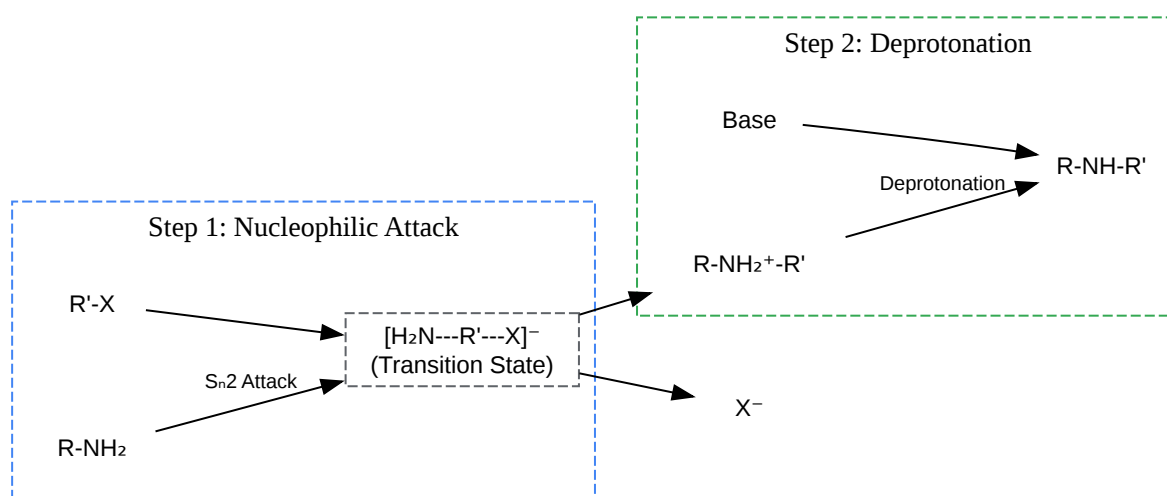 Step 2: Deprotonation
Base
R-NH-R'
Deprotonation
R-NH₂⁺-R'
Step 1: Nucleophilic Attack
R'-X
[H₂N---R'---X]⁻
(Transition State)
Sₙ2 Attack
R-NH₂
X⁻